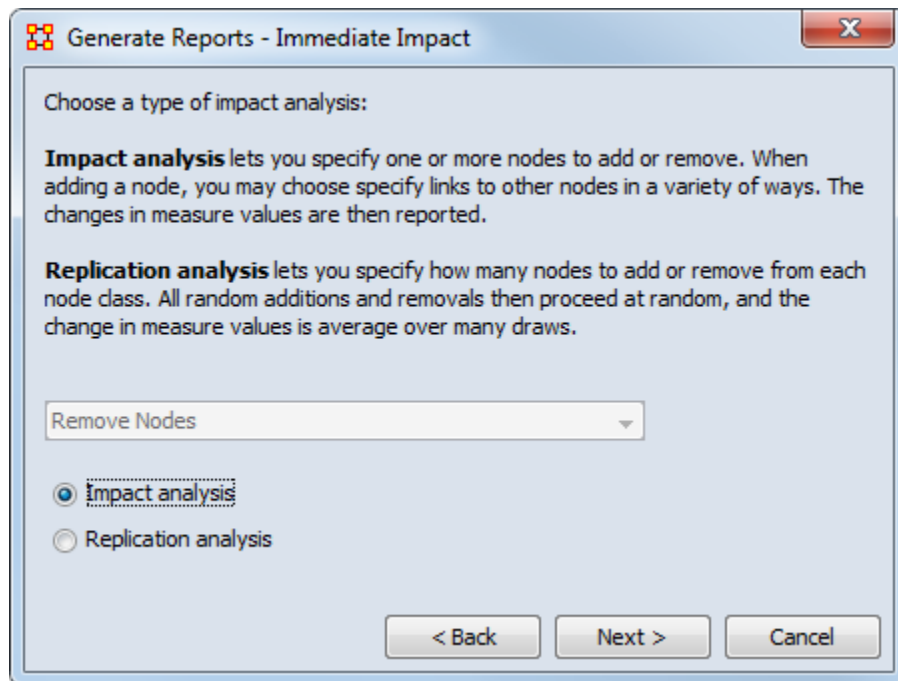 Generate Reports - Immediate Impact
Choose a type of impact analysis:
Impact analysis lets you specify one or more nodes to add or remove. When
adding a node, you may choose specify links to other nodes in a variety of ways. The
changes in measure values are then reported.
Replication analysis lets you specify how many nodes to add or remove from each
node class. All random additions and removals then proceed at random, and the
change in measure values is average over many draws.
Remove Nodes
Impact analysis
Replication analysis
< Back Next > Cancel